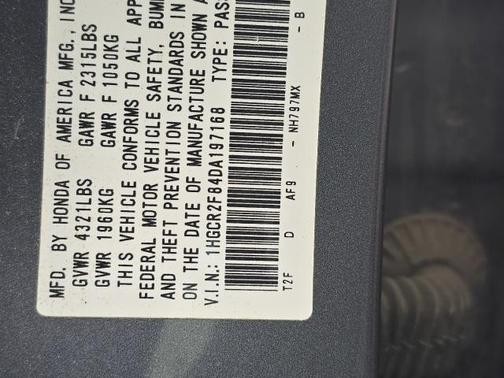 MFD. BY HONDA OF AMERICA MFG., INC
GVWR 4321LBS GAWR F 2315LBS
GVWR 1960KG GAWR F 1050KG
THIS VEHICLE CONFORMS TO ALL APP
FEDERAL MOTOR VEHICLE SAFETY, BUM
AND THEFT PREVENTION STANDARDS IN
ON THE DATE OF MANUFACTURE SHOWN A
V.I.N.: 1HGCR2F84DA197168 TYPE: PAS
T2F D AF9 - NH797MX - B